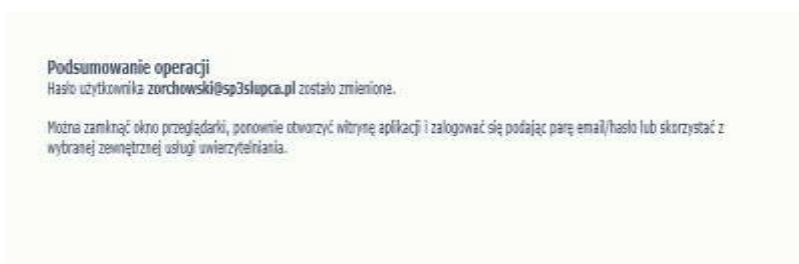 Podsumowanie operacji
Hasło użytkownika zorchowski@sp3slupca.pl zostało zmienione.
Można zamknąć okno przeglądarki, ponownie otworzyć witrynę aplikacji i zalogować się podając parę email/hasło lub skorzystać z
wybranej zewnętrznej usługi uwierzytelniania.